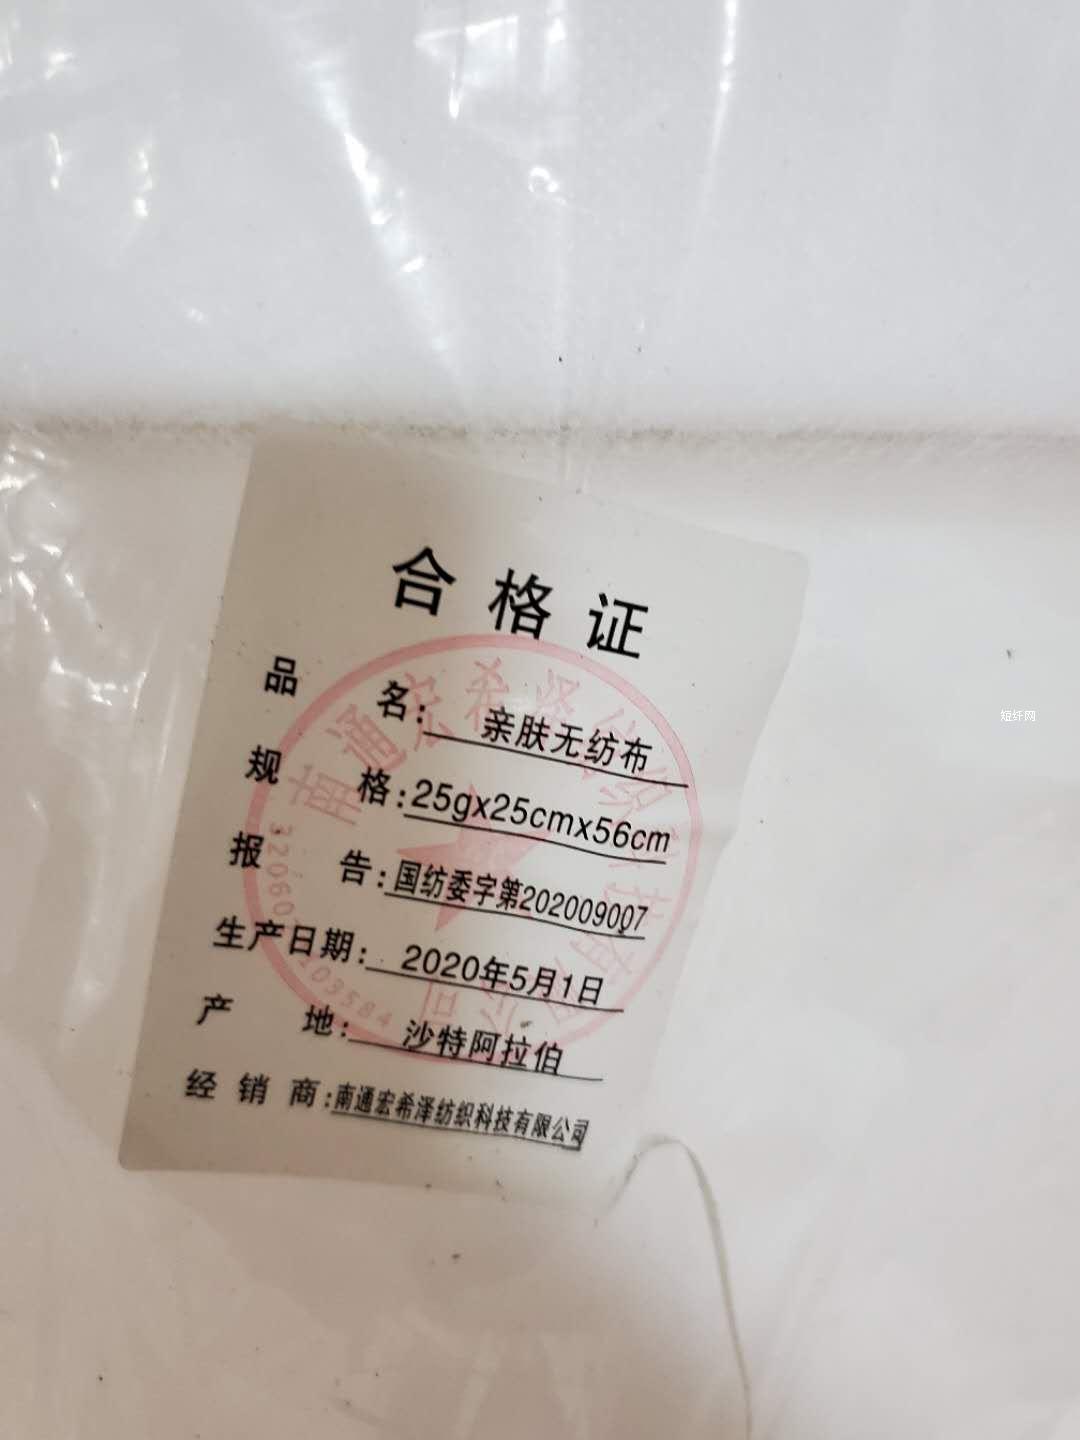 合格证
品名：亲肤无纺布
规格：25gx25cmx56cm
报告：国纺委字第202009007
生产日期：2020年5月1日
产地：沙特阿拉伯
经销商：南通宏希泽纺织科技有限公司
短纤网